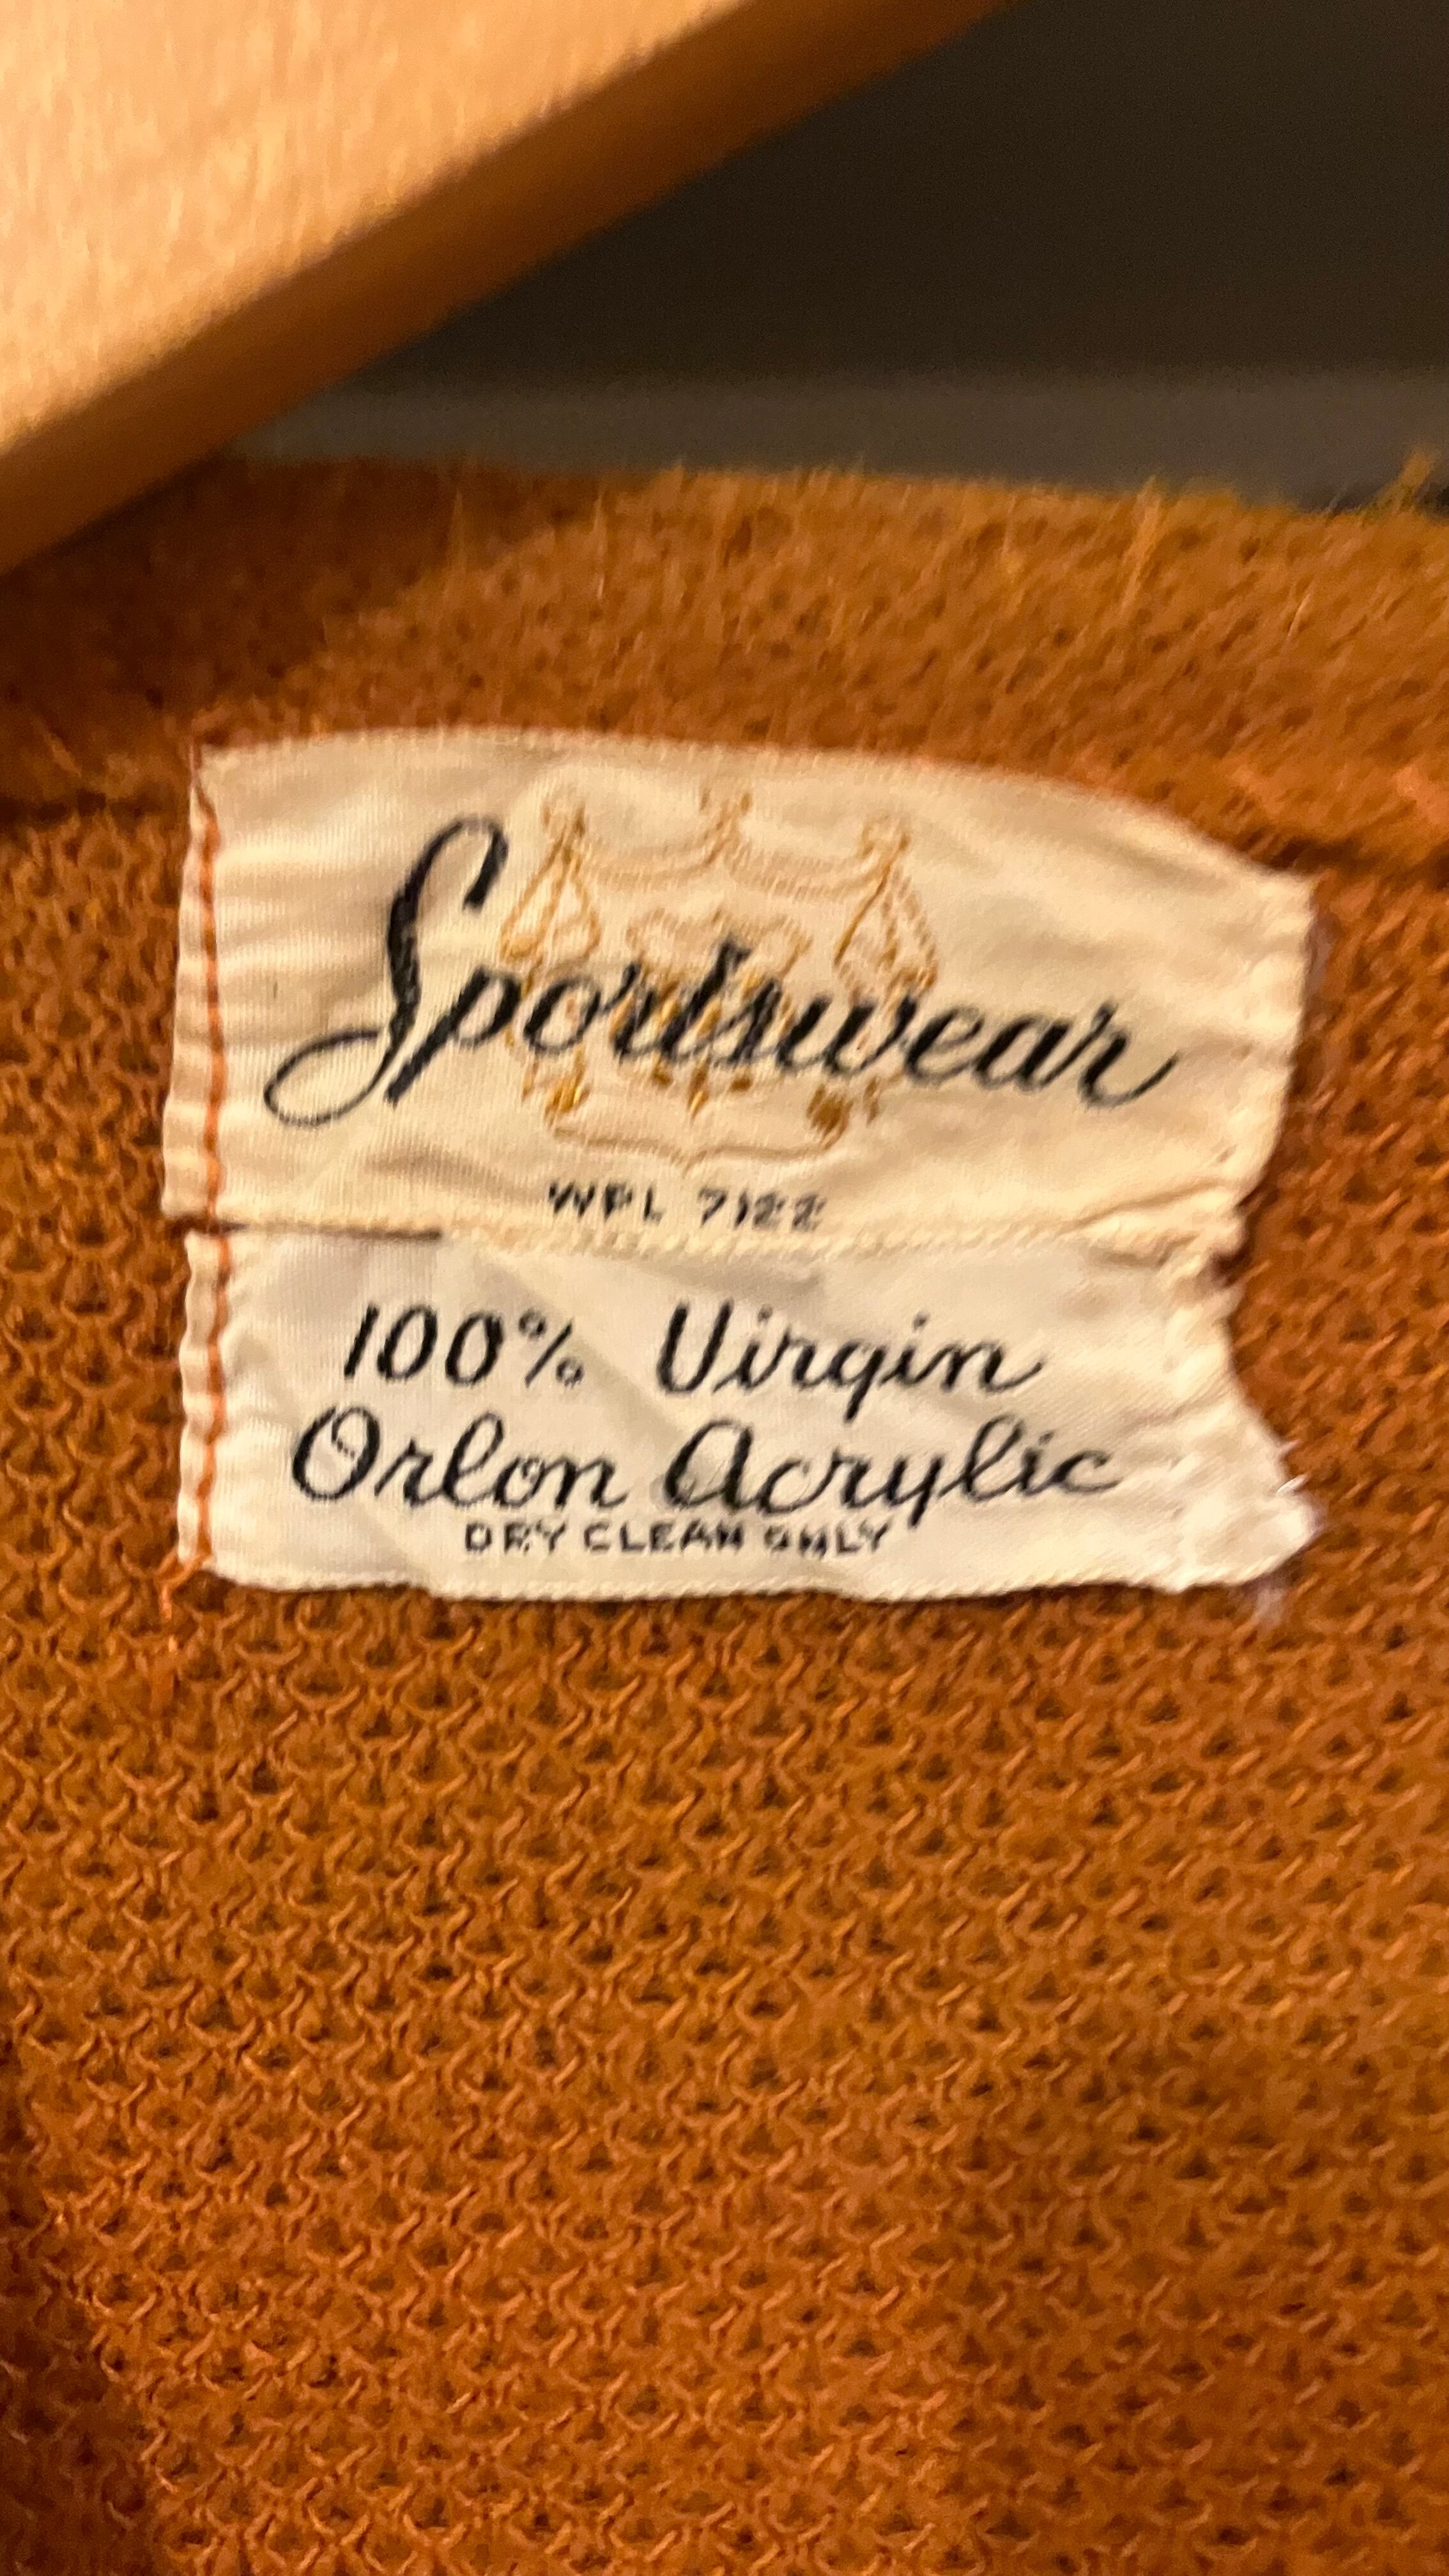 Sportswear
WPL 7122
100% Virgin
Orlon Acrylic
DRY CLEAN ONLY